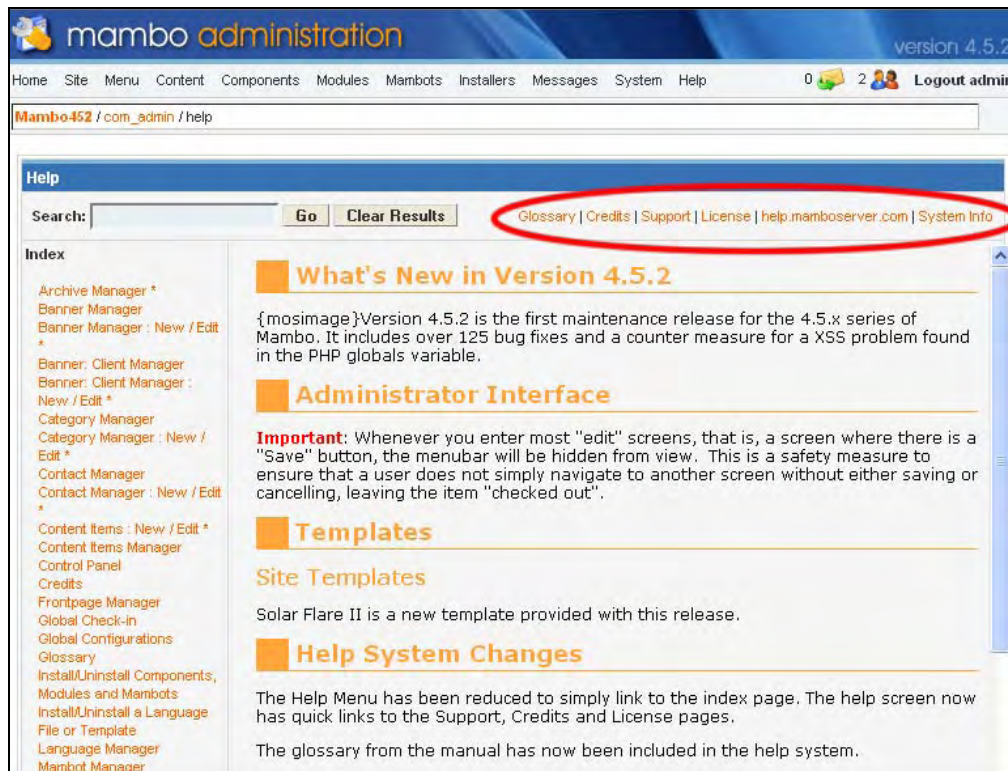 mambo administration
version 4.5.2
Home Site Menu Content Components Modules Mambots Installers Messages System Help 0 2 Logout admin
Mambo452 / com_admin / help
Help
Search: Go Clear Results Glossary | Credits | Support | License | help.mamboserver.com | System Info
Index
Archive Manager *
Banner Manager
Banner Manager : New / Edit
*
Banner: Client Manager
Banner: Client Manager :
New / Edit *
Category Manager
Category Manager : New /
Edit *
Contact Manager
Contact Manager : New / Edit
*
Content Items : New / Edit *
Content Items Manager
Control Panel
Credits
Frontpage Manager
Global Check-in
Global Configurations
Glossary
Install/Uninstall Components,
Modules and Mambots
Install/Uninstall a Language
File or Template
Language Manager
Mambot Manager
What's New in Version 4.5.2
{mosimage}Version 4.5.2 is the first maintenance release for the 4.5.x series of
Mambo. It includes over 125 bug fixes and a counter measure for a XSS problem found
in the PHP globals variable.
Administrator Interface
Important: Whenever you enter most "edit" screens, that is, a screen where there is a
"Save" button, the menubar will be hidden from view. This is a safety measure to
ensure that a user does not simply navigate to another screen without either saving or
cancelling, leaving the item "checked out".
Templates
Site Templates
Solar Flare II is a new template provided with this release.
Help System Changes
The Help Menu has been reduced to simply link to the index page. The help screen now
has quick links to the Support, Credits and License pages.
The glossary from the manual has now been included in the help system.